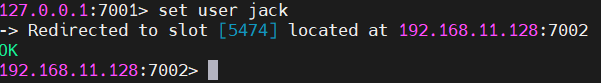 127.0.0.1:7001> set user jack
-> Redirected to slot [5474] located at 192.168.11.128:7002
OK
192.168.11.128:7002>